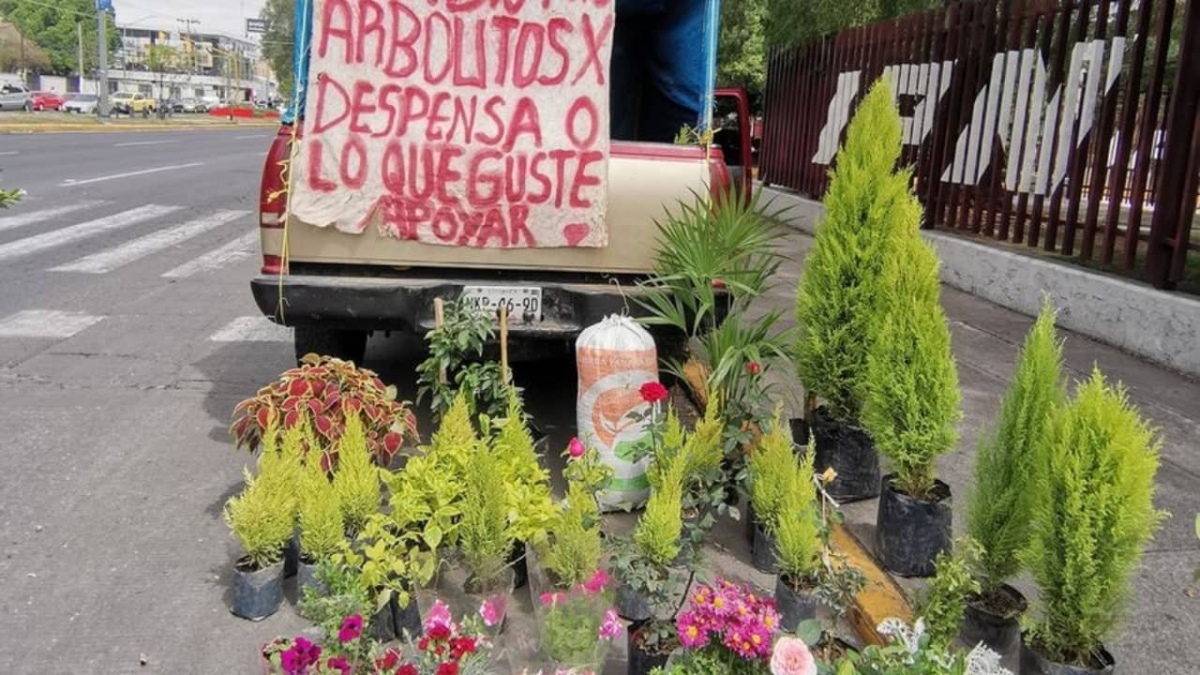 ARBOLITOS X
DESPENSA O
LO QUE GUSTE
APOYAR